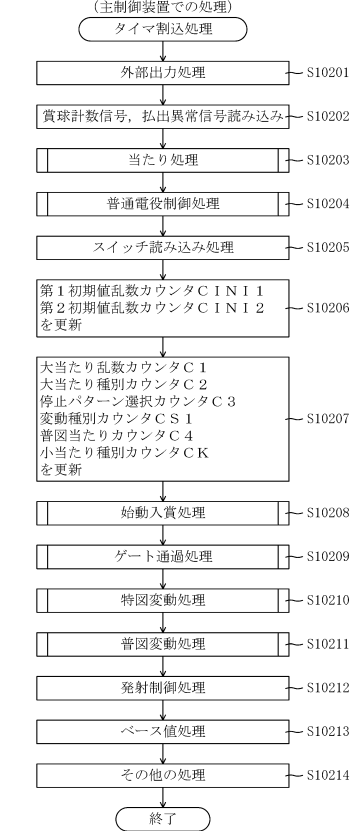 (主制御装置での処理)
タイマ割込処理
外部出力処理
S10201
賞球計数信号，払出異常信号読み込み
S10202
当たり処理
S10203
普通電役制御処理
S10204
スイッチ読み込み処理
S10205
第１初期値乱数カウンタＣＩＮＩ１
第２初期値乱数カウンタＣＩＮＩ２
を更新
S10206
大当たり乱数カウンタＣ１
大当たり種別カウンタＣ２
停止パターン選択カウンタＣ３
変動種別カウンタＣＳ１
普図当たりカウンタＣ４
小当たり種別カウンタＣＫ
を更新
S10207
始動入賞処理
S10208
ゲート通過処理
S10209
特図変動処理
S10210
普図変動処理
S10211
発射制御処理
S10212
ベース値処理
S10213
その他の処理
S10214
終了